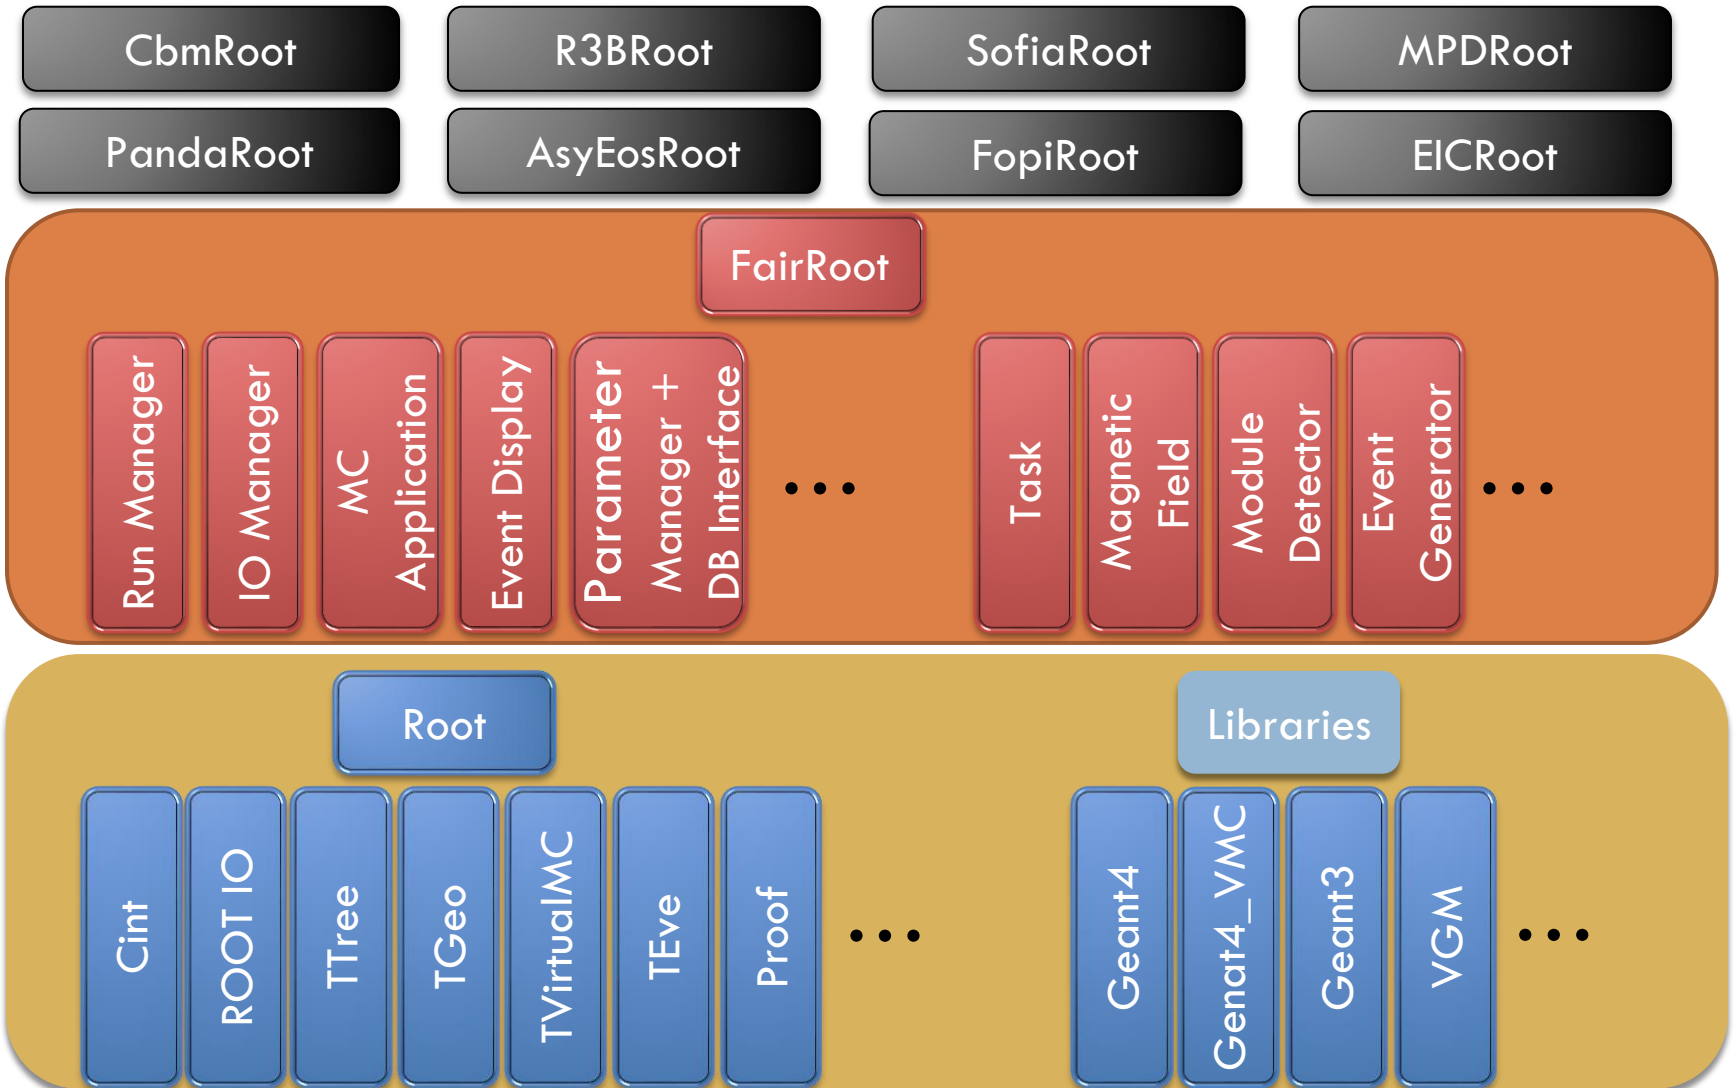 CbmRoot
R3BRoot
SofiaRoot
MPDRoot
PandaRoot
AsyEosRoot
FopiRoot
EICRoot
FairRoot
Run Manager
IO Manager
MC
Application
Event Display
Parameter
Manager +
DB Interface
...
Task
Magnetic
Field
Module
Detector
Event
Generator
...
Root
Libraries
Cint
ROOT IO
TTree
TGeo
TVirtualMC
TEve
Proof
...
Geant4
Genat4_VMC
Geant3
VGM
...